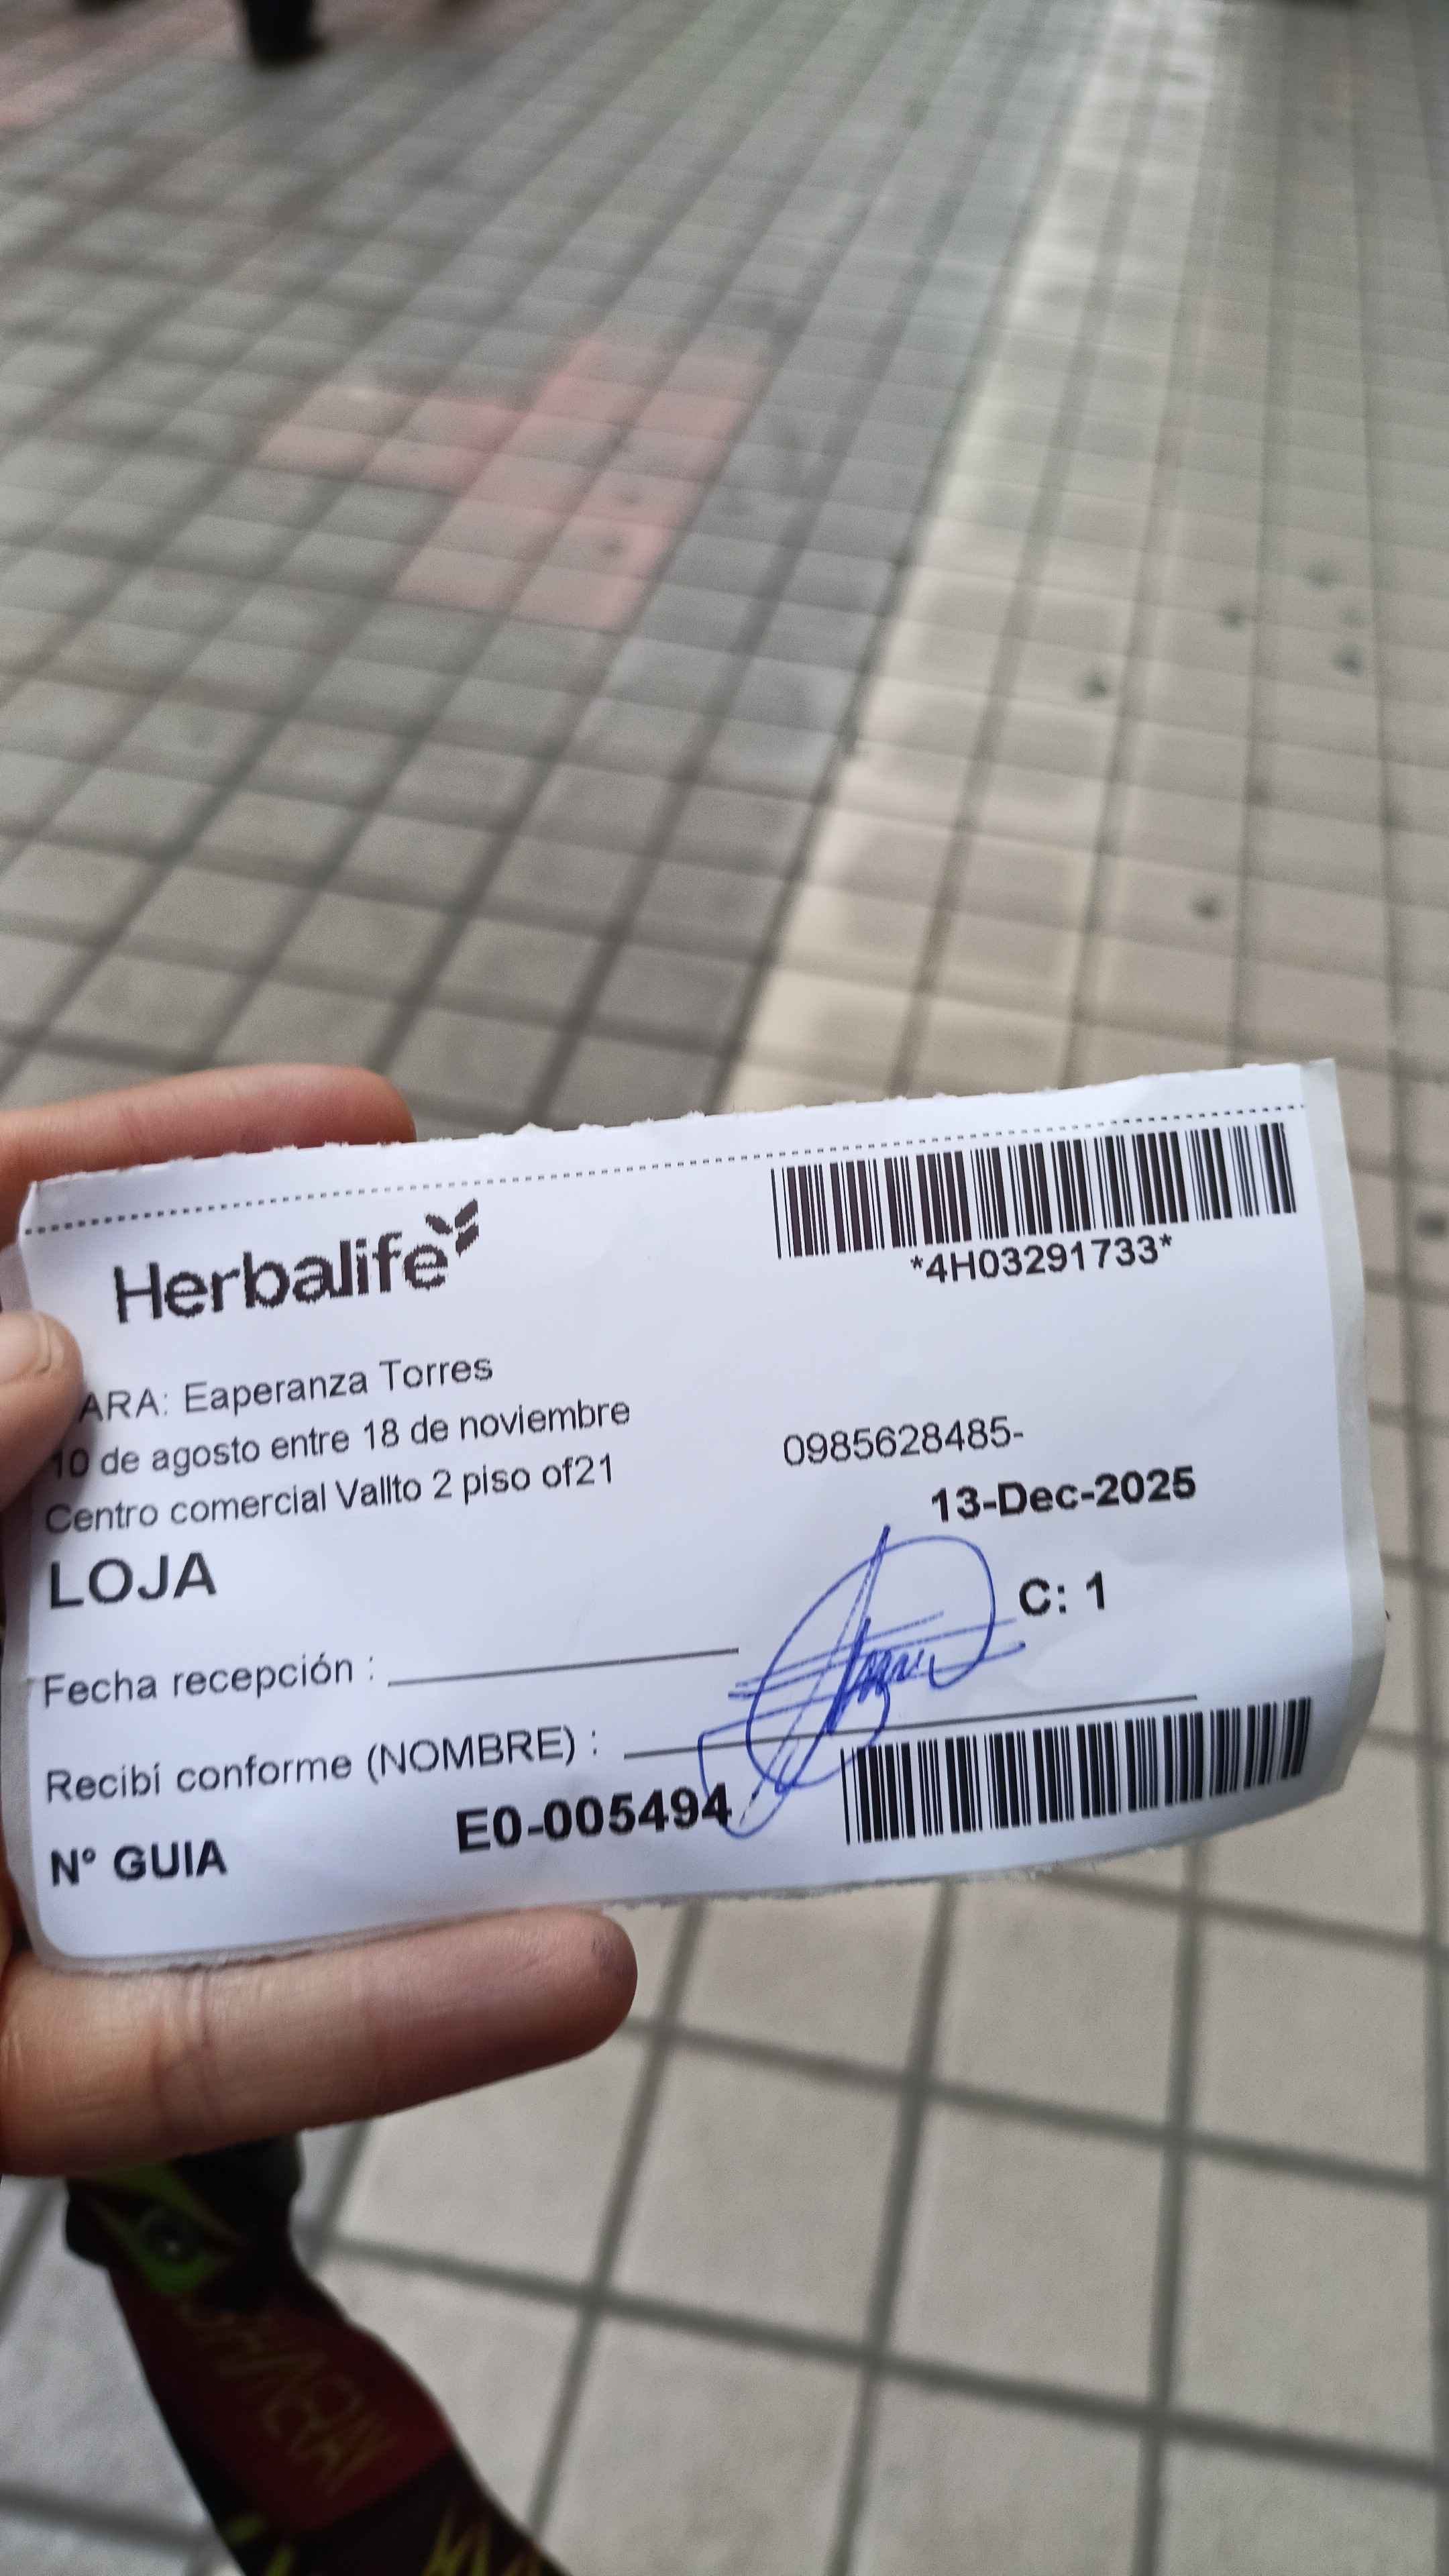 Herbalife
*4H03291733*
ARA: Eaperanza Torres
10 de agosto entre 18 de noviembre
0985628485-
Centro comercial Vallto 2 piso of21
13-Dec-2025
LOJA
C: 1
Fecha recepción :
Recibí conforme (NOMBRE) :
N° GUIA E0-005494